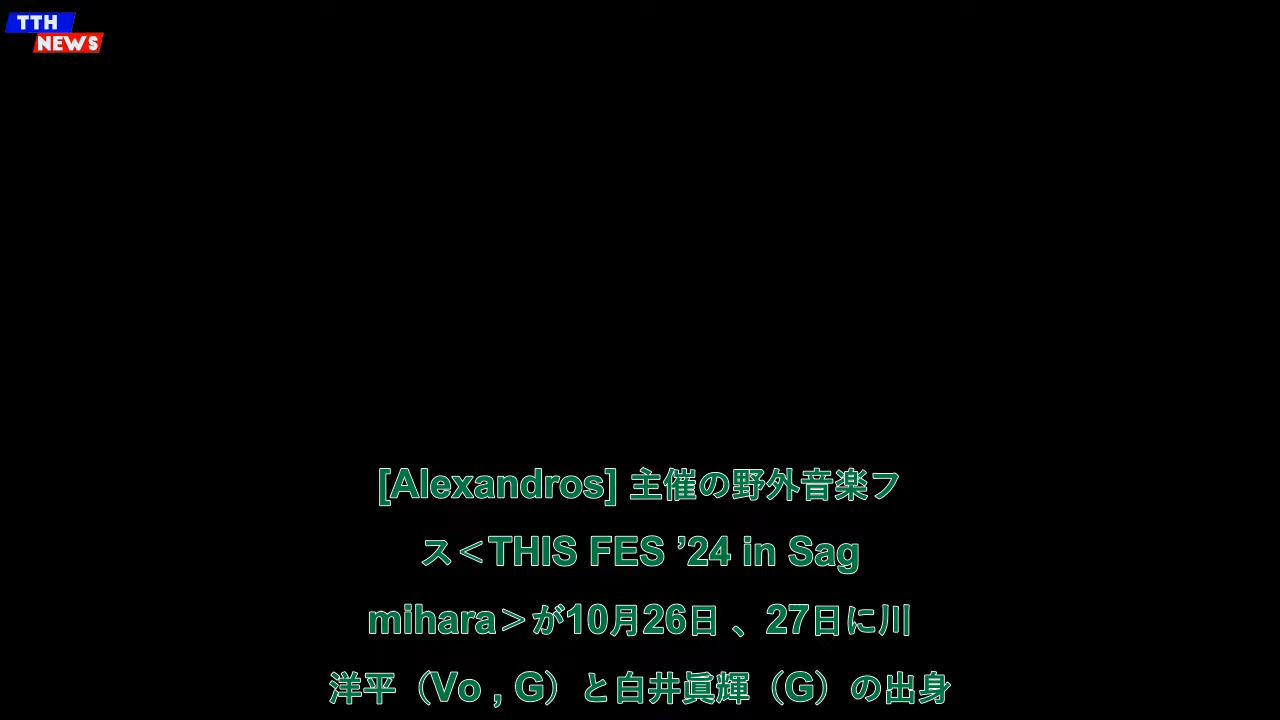 TTH
NEWS
[Alexandros] 主催の野外音楽フ
ス＜THIS FES ’24 in Sag
mihara＞が10月26日 、27日に川
洋平（Vo , G）と白井眞輝（G）の出身